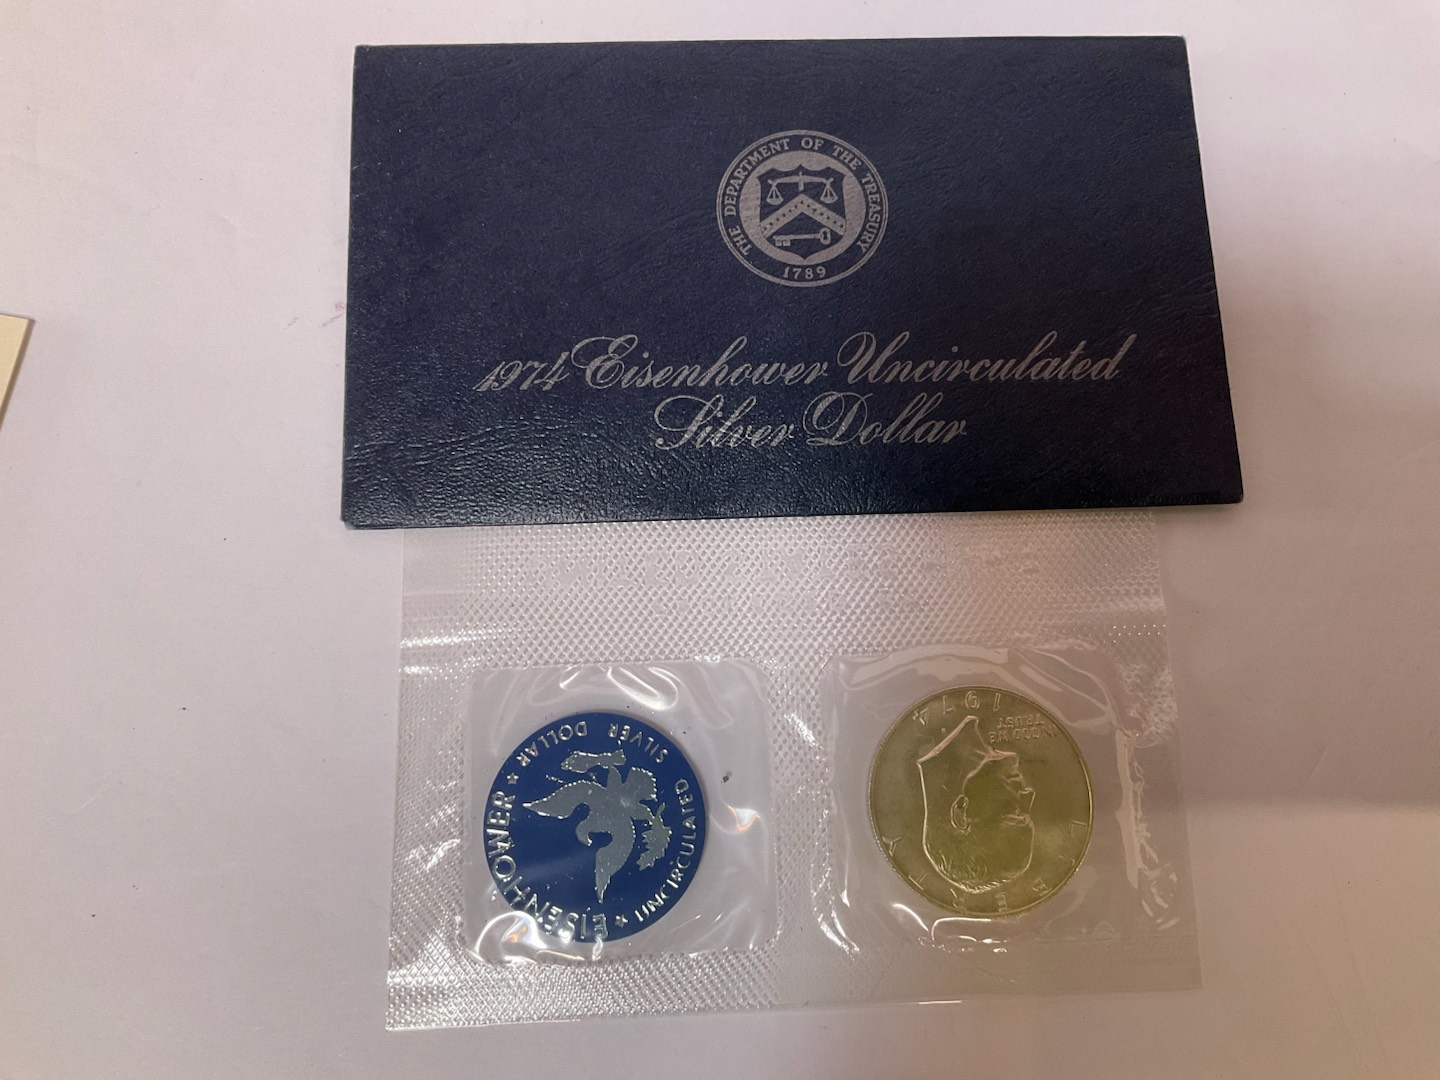 THE DEPARTMENT OF THE TREASURY
1789
1974 Eisenhower Uncirculated
Silver Dollar
EISENHOWER ★ SILVER DOLLAR
★ UNCIRCULATED
LIBERTY
IN GOD WE
TRUST
1974